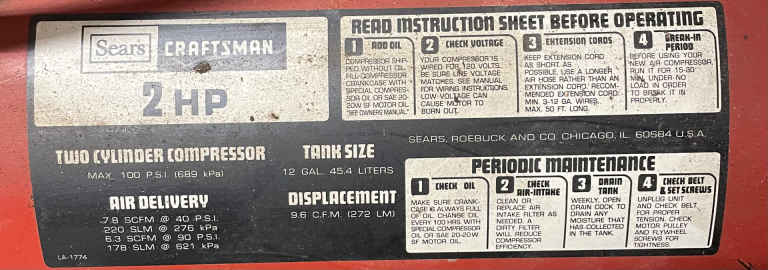 Sears CRAFTSMAN
2 HP
TWO CYLINDER COMPRESSOR
MAX. 100 P.S.I. (689 kPa)
AIR DELIVERY
7.8 SCFM @ 40 P.S.I.
220 SLM @ 276 kPa
6.3 SCFM @ 90 P.S.I.
178 SLM @ 621 kPa
LA-1774
TANK SIZE
12 GAL. 45.4 LITERS
DISPLACEMENT
9.6 C.F.M. (272 LM)
READ INSTRUCTION SHEET BEFORE OPERATING
1 ADD OIL
COMPRESSOR SHIP-
PED WITHOUT OIL.
FILL COMPRESSOR
CRANKCASE WITH
SPECIAL COMPRES-
SOR OIL OR SAE 20-
20W SF MOTOR OIL.
"SEE OWNERS MANUAL"
2 CHECK VOLTAGE
YOUR COMPRESSOR IS
WIRED FOR 120 VOLTS.
BE SURE LINE VOLTAGE
MATCHES. SEE MANUAL
FOR WIRING INSTRUCTIONS.
LOW-VOLTAGE CAN
CAUSE MOTOR TO
BURN OUT.
3 EXTENSION CORDS
KEEP EXTENSION CORD
AS SHORT AS
POSSIBLE. USE A LONGER
AIR HOSE RATHER THAN AN
EXTENSION CORD. RECOM-
MENDED EXTENSION CORD-
MIN. 3-12 GA. WIRES,
MAX. 50 FT. LONG.
4 BREAK-IN
PERIOD
BEFORE USING YOUR
NEW AIR COMPRESSOR,
RUN IT FOR 15-30
MIN. UNDER NO
LOAD IN ORDER
TO BREAK IT IN
PROPERLY.
SEARS, ROEBUCK AND CO. CHICAGO, IL. 60684 U.S.A.
PERIODIC MAINTENANCE
1 CHECK OIL
MAKE SURE CRANK-
CASE IS ALWAYS FULL
OF OIL. CHANGE OIL
EVERY 100 HRS WITH
SPECIAL COMPRESSOR
OIL OR SAE 20-20W
SF MOTOR OIL.
2 CHECK
AIR-INTAKE
CLEAN OR
REPLACE AIR
INTAKE FILTER AS
NEEDED. A
DIRTY FILTER
WILL REDUCE
COMPRESSOR
EFFICIENCY.
3 DRAIN
TANK
WEEKLY, OPEN
DRAIN COCK TO
DRAIN ANY
MOISTURE THAT
HAS COLLECTED
IN THE TANK.
4 CHECK BELT
& SET SCREWS
UNPLUG UNIT
AND CHECK BELT
FOR PROPER
TENSION. CHECK
MOTOR PULLEY
AND FLYWHEEL
SCREWS FOR
TIGHTNESS.